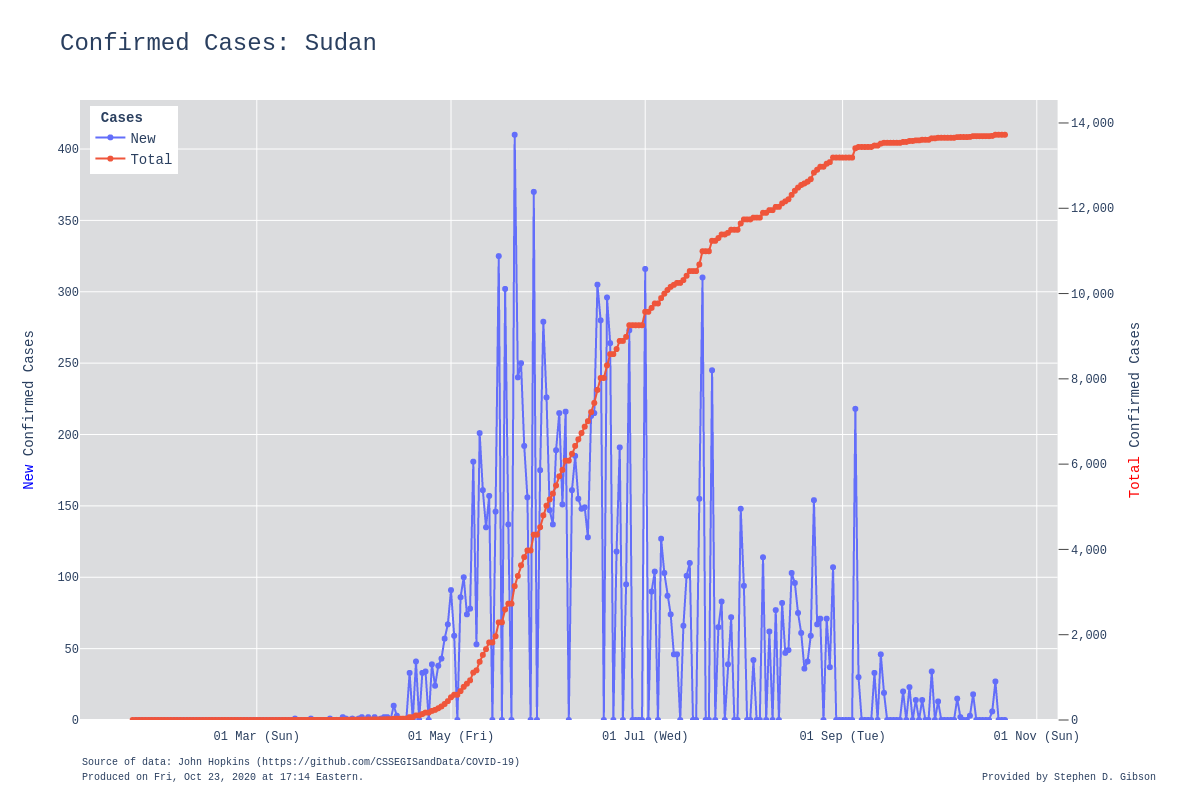 Confirmed Cases: Sudan
Cases
New
Total
400
350
300
250
200
150
100
50
0
14,000
12,000
10,000
8,000
6,000
4,000
2,000
0
New Confirmed Cases
Total Confirmed Cases
01 Mar (Sun)
01 May (Fri)
01 Jul (Wed)
01 Sep (Tue)
01 Nov (Sun)
Source of data: John Hopkins (https://github.com/CSSEGISandData/COVID-19)
Produced on Fri, Oct 23, 2020 at 17:14 Eastern.
Provided by Stephen D. Gibson